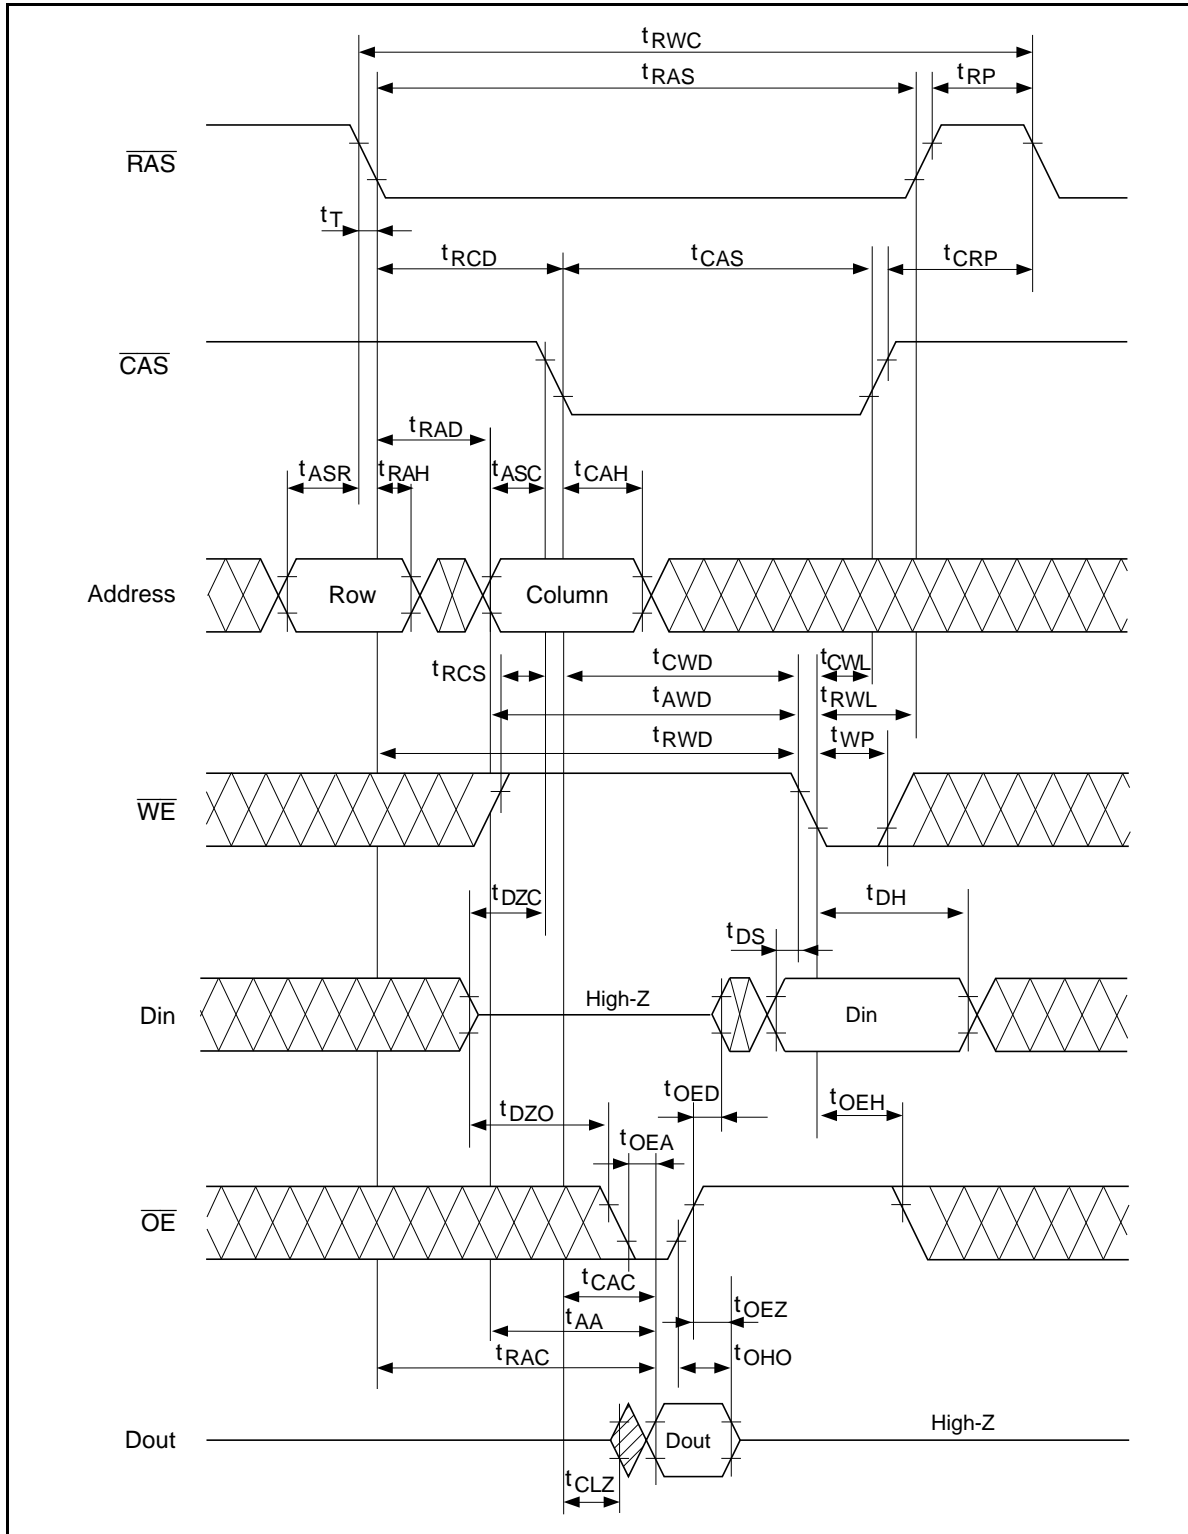 tRWC
tRAS
tRP
RAS
tT
tRCD
tCAS
tCRP
CAS
tRAD
tASR
tRAH
tASC
tCAH
Address
Row
Column
tRCS
tCWD
tCWL
tAWD
tRWL
tRWD
tWP
WE
tDZC
tDH
tDS
Din
High-Z
Din
tOED
tDZO
tOEH
tOEA
OE
tCAC
tOEZ
tAA
tOHO
tRAC
Dout
Dout
High-Z
tCLZ